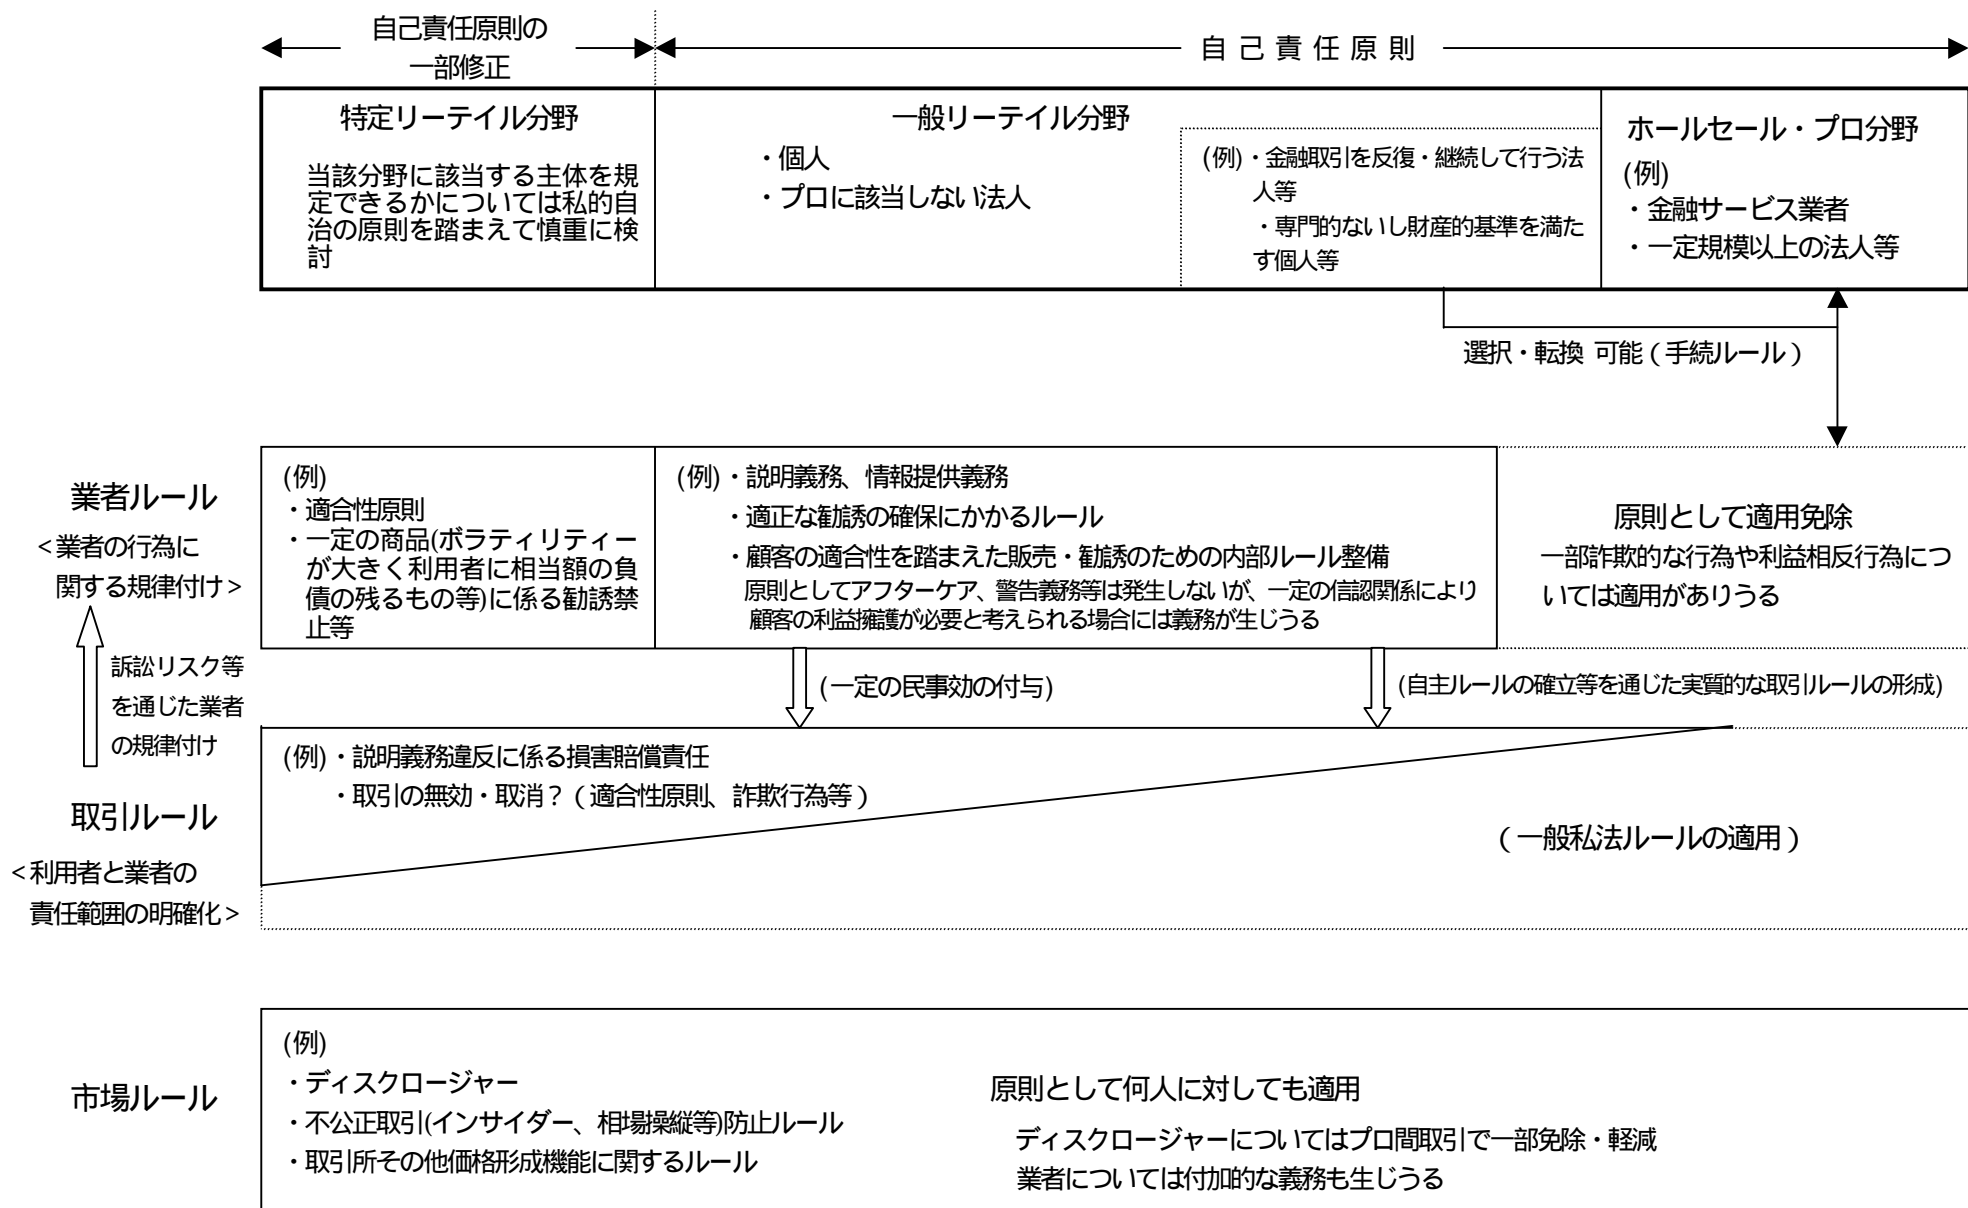 自己責任原則の
一部修正
自己責任原則
特定リーテイル分野
当該分野に該当する主体を規
定できるかについては私的自
治の原則を踏まえて慎重に検
討
一般リーテイル分野
・個人
・プロに該当しない法人
(例)・金融取引を反復・継続して行う法
人等
・専門的ないし財産的基準を満た
す個人等
ホールセール・プロ分野
(例)
・金融サービス業者
・一定規模以上の法人等
選択・転換 可能(手続ルール)
業者ルール
<業者の行為に
関する規律付け>
(例)
・適合性原則
・一定の商品(ボラティリティー
が大きく利用者に相当額の負
債の残るもの等)に係る勧誘禁
止等
(例)・説明義務、情報提供義務
・適正な勧誘の確保にかかるルール
・顧客の適合性を踏まえた販売・勧誘のための内部ルール整備
原則としてアフターケア、警告義務等は発生しないが、一定の信認関係により
顧客の利益擁護が必要と考えられる場合には義務が生じうる
原則として適用免除
一部詐欺的な行為や利益相反行為につ
いては適用がありうる
訴訟リスク等
を通じた業者
の規律付け
(一定の民事効の付与)
(自主ルールの確立等を通じた実質的な取引ルールの形成)
取引ルール
<利用者と業者の
責任範囲の明確化>
(例)・説明義務違反に係る損害賠償責任
・取引の無効・取消?(適合性原則、詐欺行為等)
(一般私法ルールの適用)
市場ルール
(例)
・ディスクロージャー
・不公正取引(インサイダー、相場操縦等)防止ルール
・取引所その他価格形成機能に関するルール
原則として何人に対しても適用
ディスクロージャーについてはプロ間取引で一部免除・軽減
業者については付加的な義務も生じうる